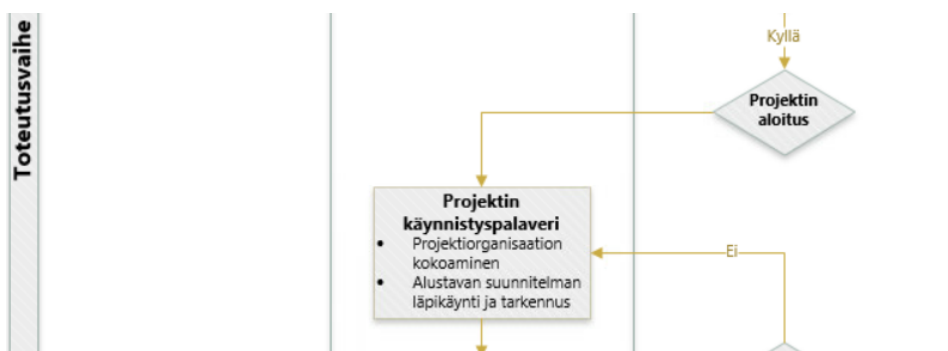 Toteutusvaihe
Kyllä
Projektin
aloitus
Projektin
käynnistyspalaveri
• Projektiorganisaation
kokoaminen
• Alustavan suunnitelman
läpikäynti ja tarkennus
Ei